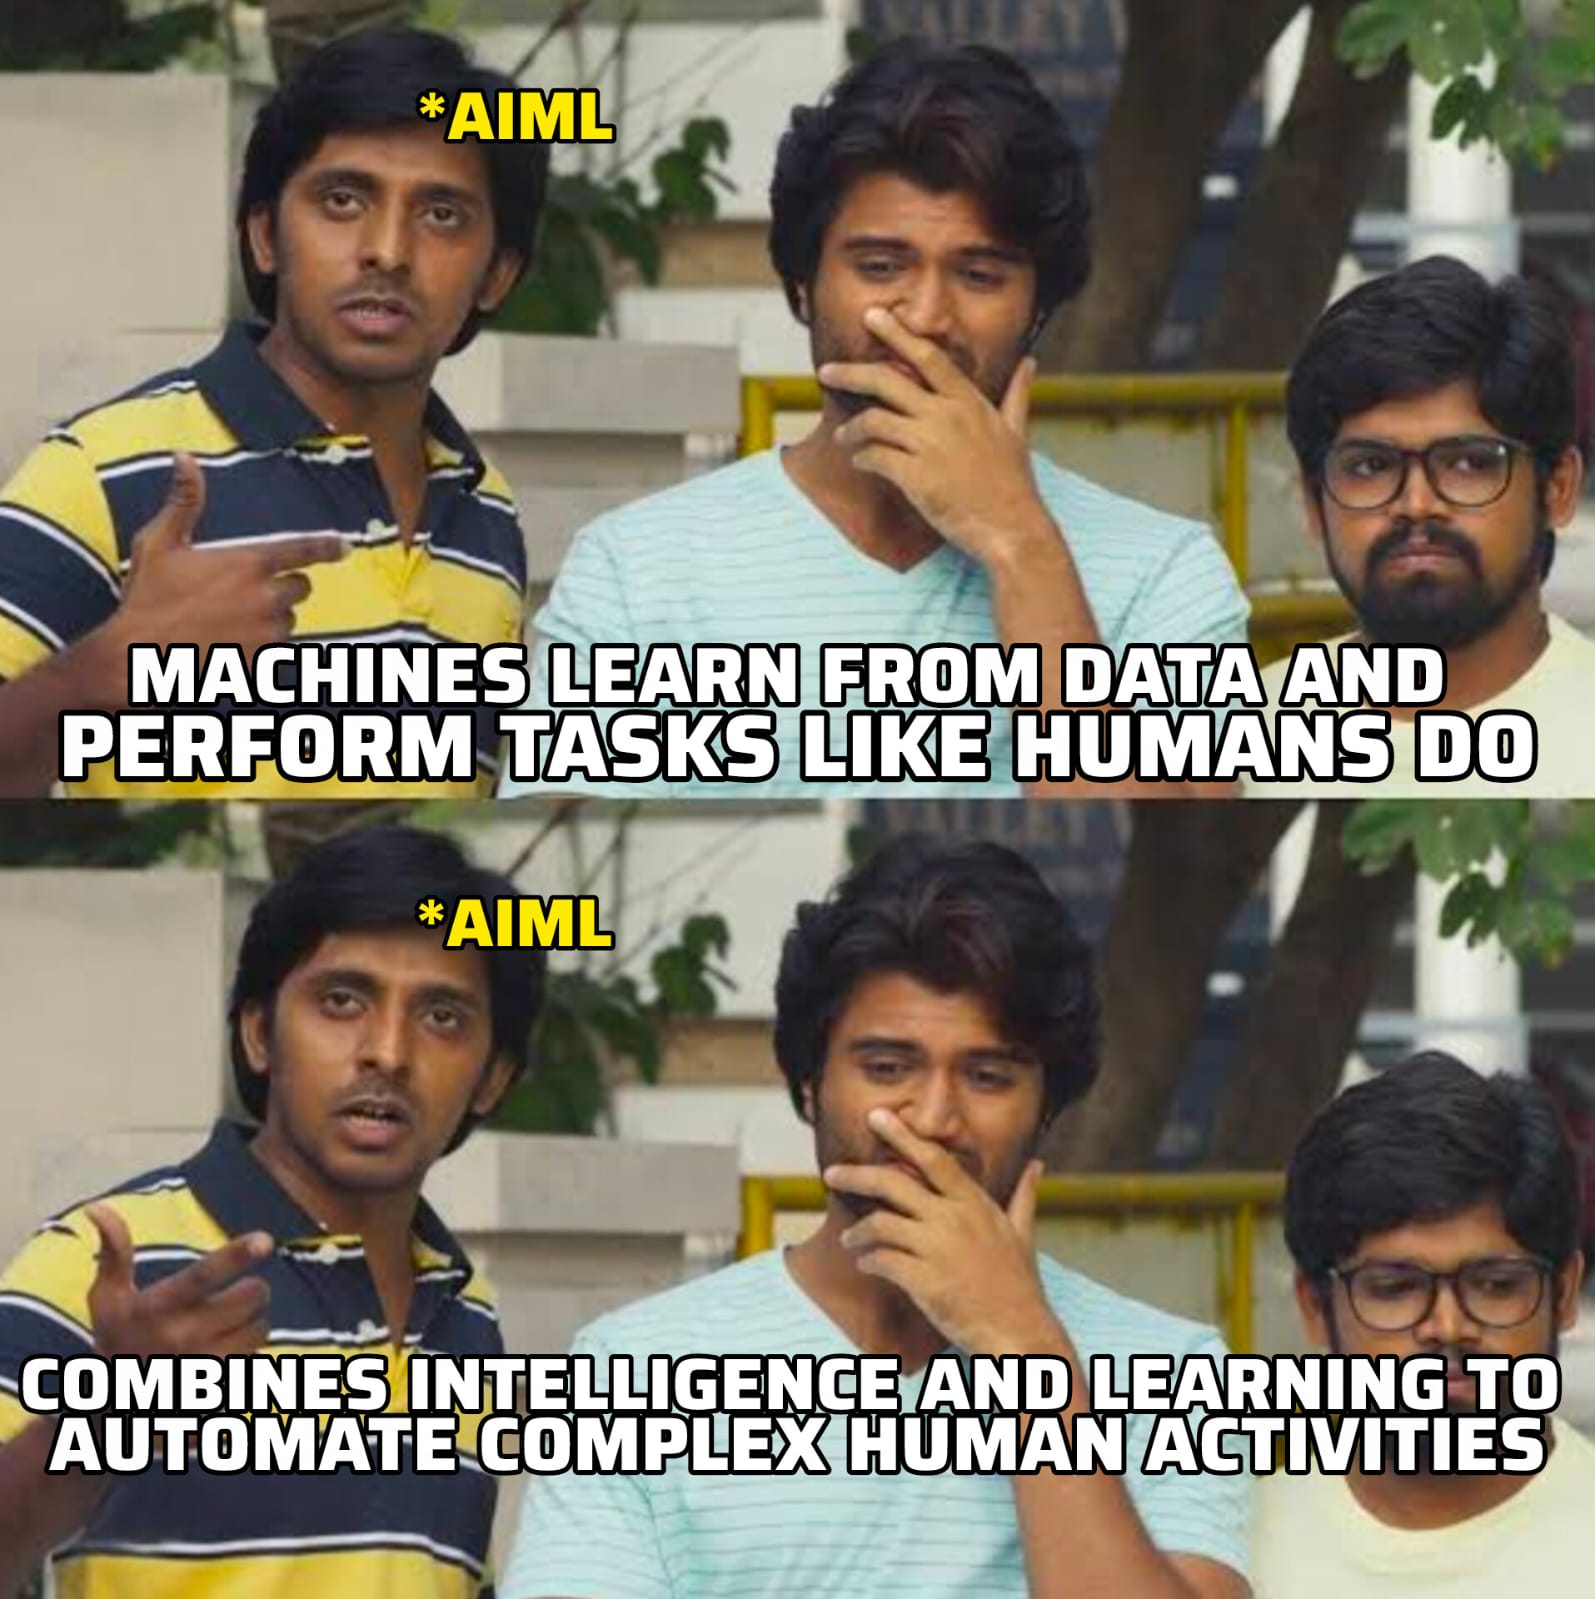 VALLEY
*AIML
MACHINES LEARN FROM DATA AND
PERFORM TASKS LIKE HUMANS DO
*AIML
COMBINES INTELLIGENCE AND LEARNING TO
AUTOMATE COMPLEX HUMAN ACTIVITIES